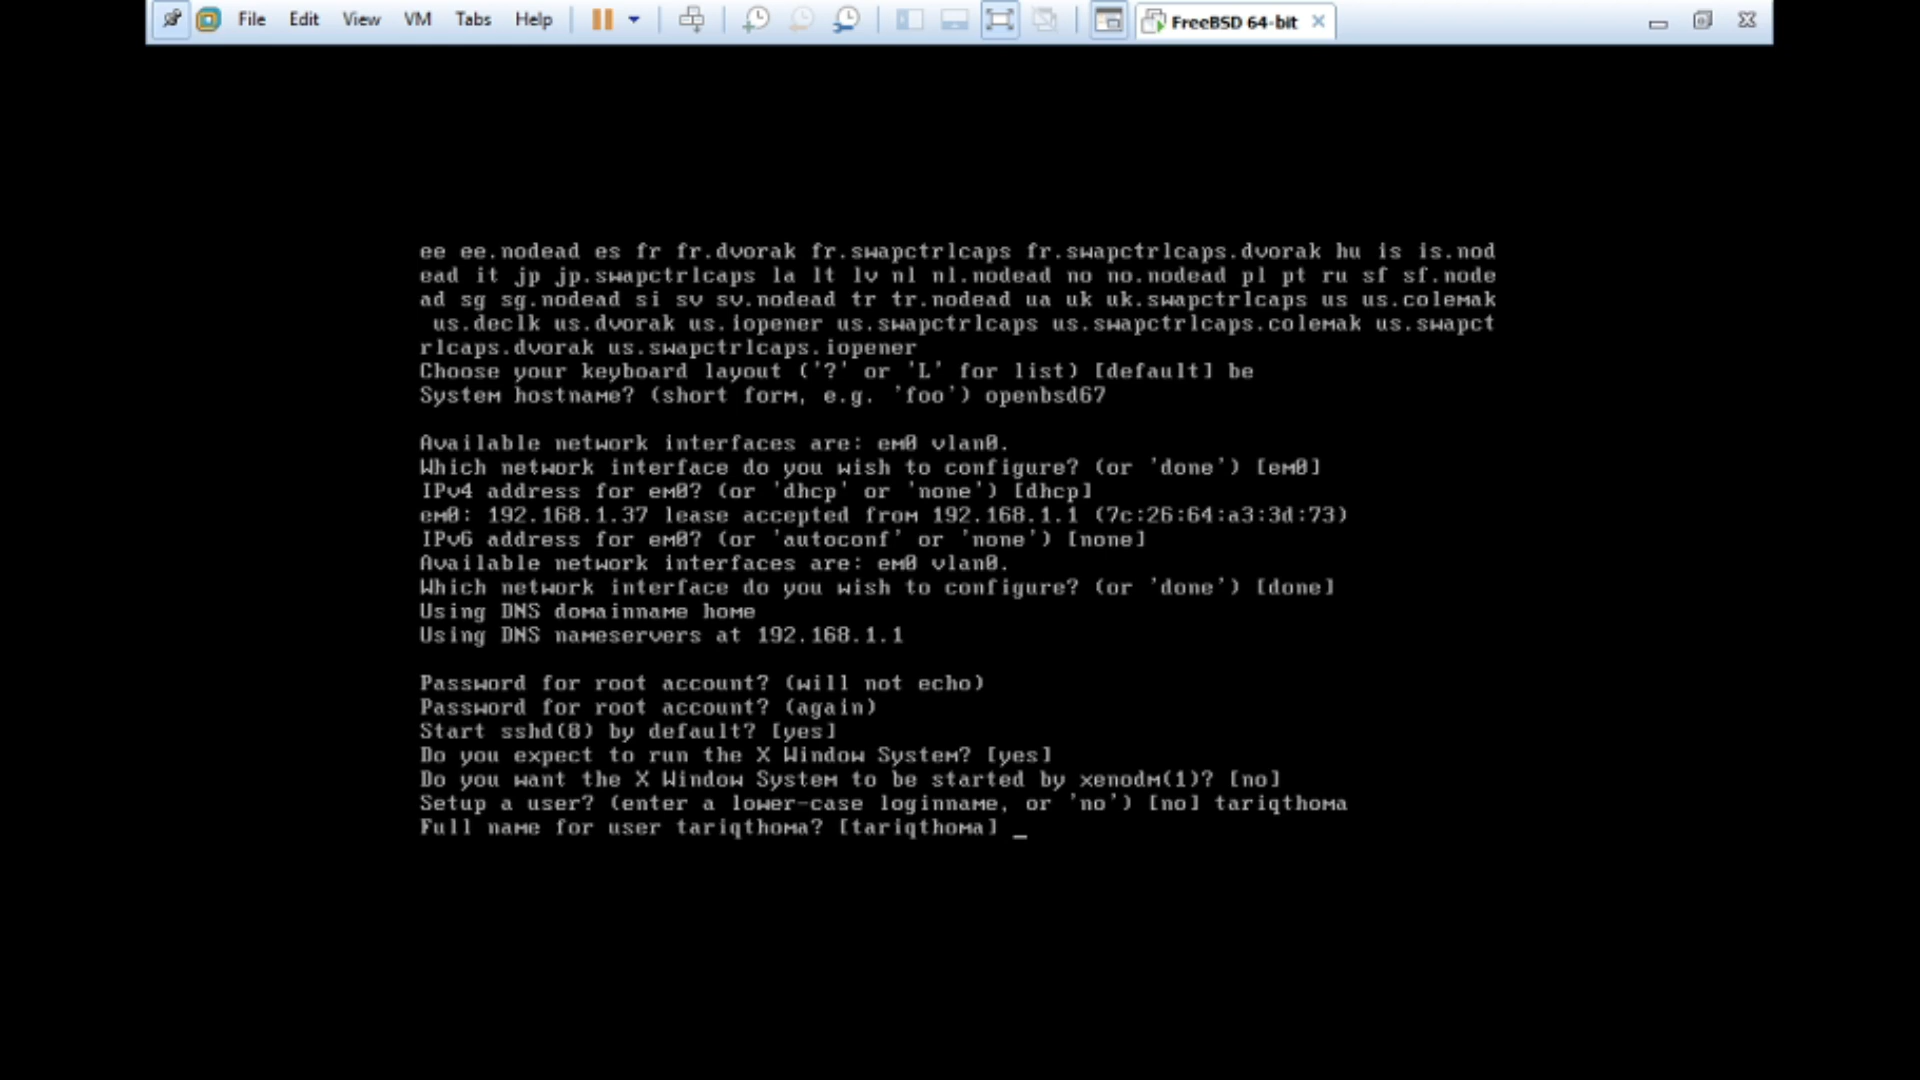 File Edit View VM Tabs Help FreeBSD 64-bit
ee ee.nodead es fr fr.dvorak fr.swapctrlcaps fr.swapctrlcaps.dvorak hu is is.nod
ead it jp jp.swapctrlcaps la lt lv nl nl.nodead no no.nodead pl pt ru sf sf.node
ad sg sg.nodead si sv sv.nodead tr tr.nodead ua uk uk.swapctrlcaps us us.colemak
us.declk us.dvorak us.iopener us.swapctrlcaps us.swapctrlcaps.colemak us.swapct
rlcaps.dvorak us.swapctrlcaps.iopener
Choose your keyboard layout ('?' or 'L' for list) [default] be
System hostname? (short form, e.g. 'foo') openbsd67
Available network interfaces are: em0 vlan0.
Which network interface do you wish to configure? (or 'done') [em0]
IPv4 address for em0? (or 'dhcp' or 'none') [dhcp]
em0: 192.168.1.37 lease accepted from 192.168.1.1 (7c:26:64:a3:3d:73)
IPv6 address for em0? (or 'autoconf' or 'none') [none]
Available network interfaces are: em0 vlan0.
Which network interface do you wish to configure? (or 'done') [done]
Using DNS domainname home
Using DNS nameservers at 192.168.1.1
Password for root account? (will not echo)
Password for root account? (again)
Start sshd(8) by default? [yes]
Do you expect to run the X Window System? [yes]
Do you want the X Window System to be started by xenodm(1)? [no]
Setup a user? (enter a lower-case loginname, or 'no') [no] tariqthoma
Full name for user tariqthoma? [tariqthoma] _